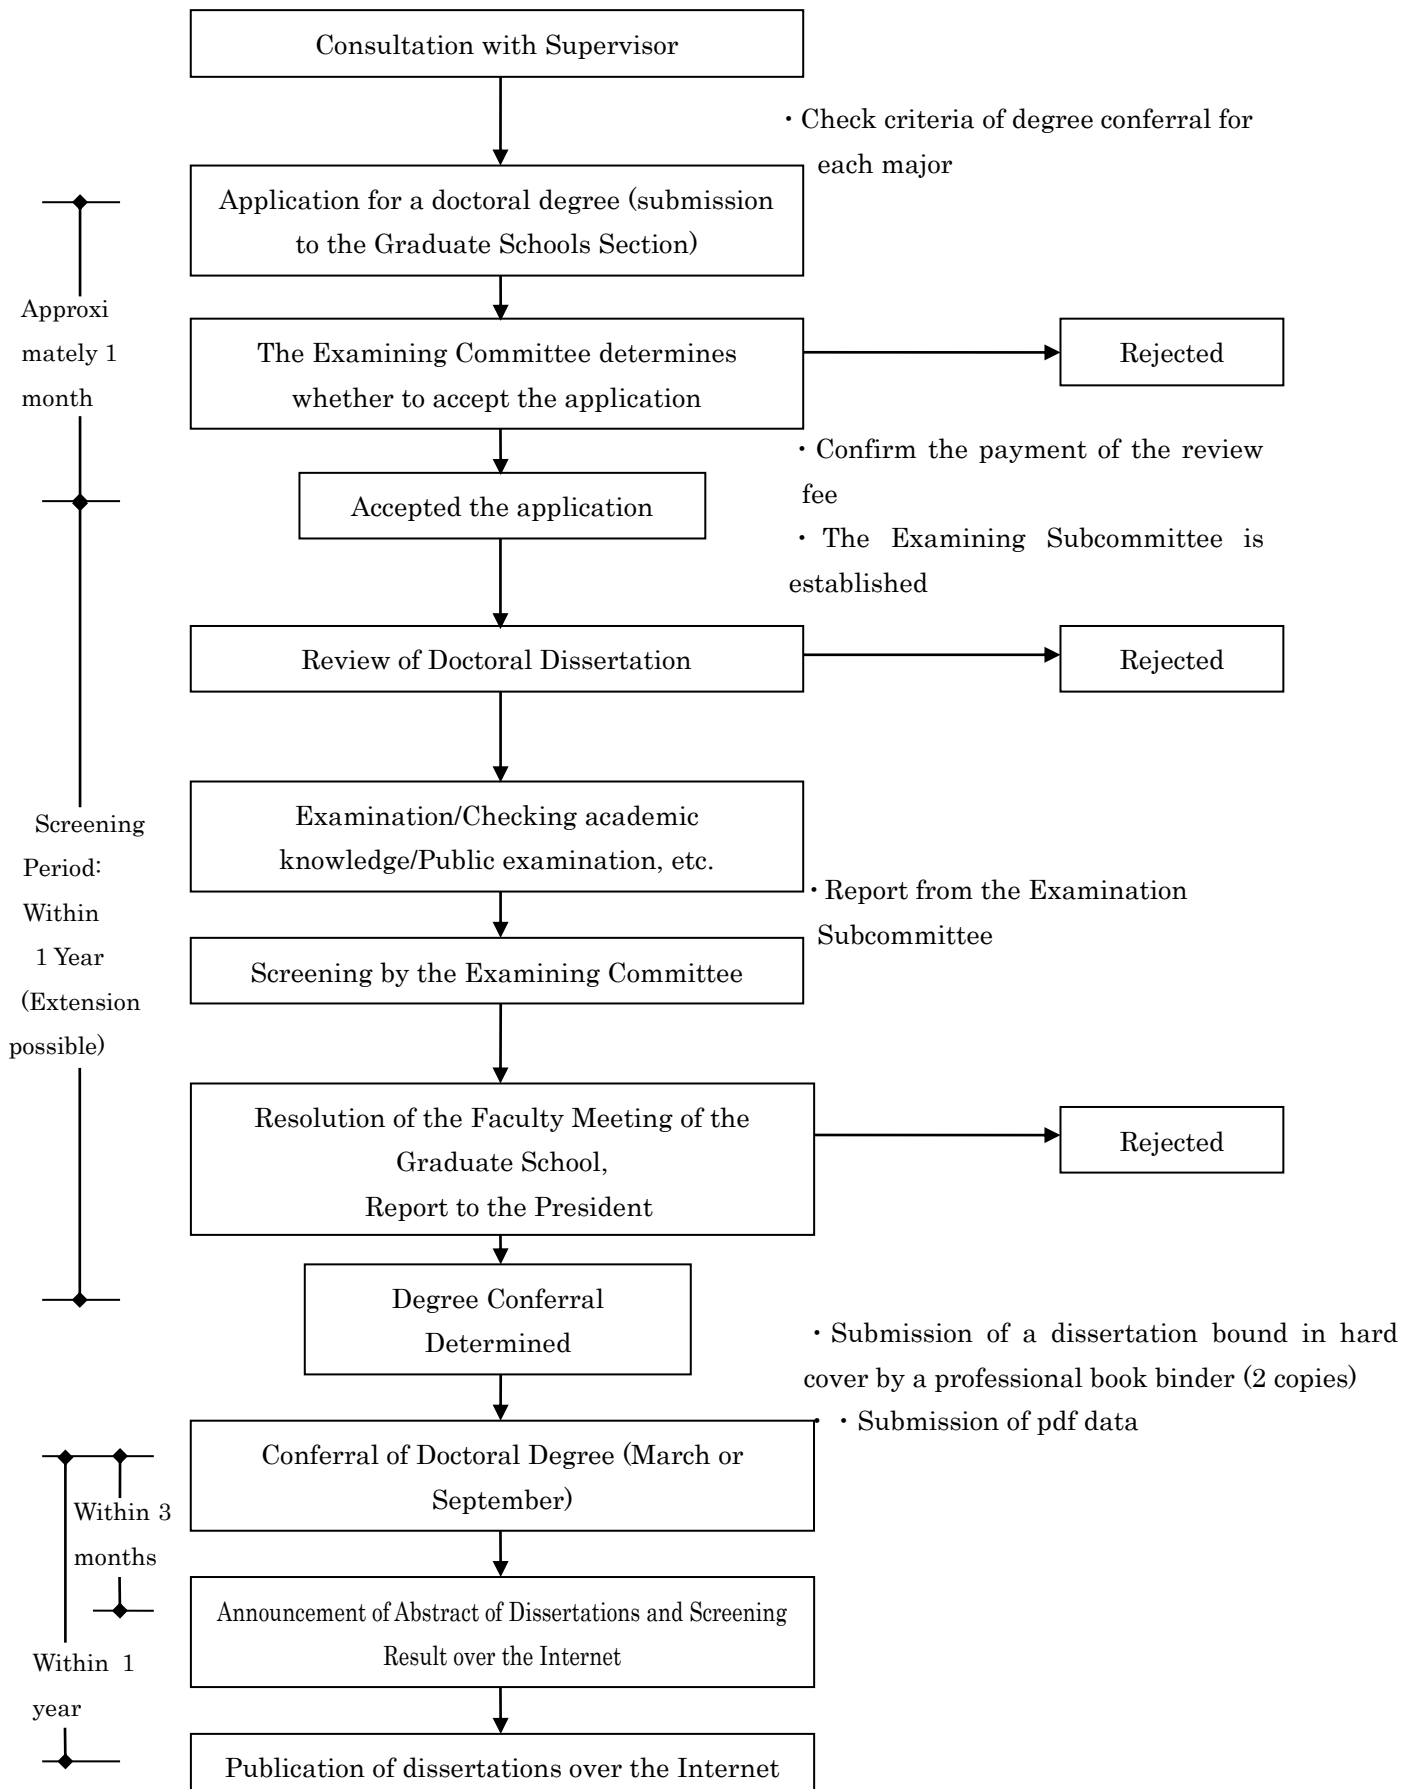 Consultation with Supervisor
・Check criteria of degree conferral for
each major
Application for a doctoral degree (submission
to the Graduate Schools Section)
Approxi
mately 1
month
The Examining Committee determines
whether to accept the application
Rejected
・Confirm the payment of the review
fee
・The Examining Subcommittee is
established
Accepted the application
Review of Doctoral Dissertation
Rejected
Screening
Period:
Within
1 Year
(Extension
possible)
Examination/Checking academic
knowledge/Public examination, etc.
・Report from the Examination
Subcommittee
Screening by the Examining Committee
Resolution of the Faculty Meeting of the
Graduate School,
Report to the President
Rejected
Degree Conferral
Determined
・Submission of a dissertation bound in hard
cover by a professional book binder (2 copies)
・・Submission of pdf data
Conferral of Doctoral Degree (March or
September)
Within 3
months
Announcement of Abstract of Dissertations and Screening
Result over the Internet
Within 1
year
Publication of dissertations over the Internet